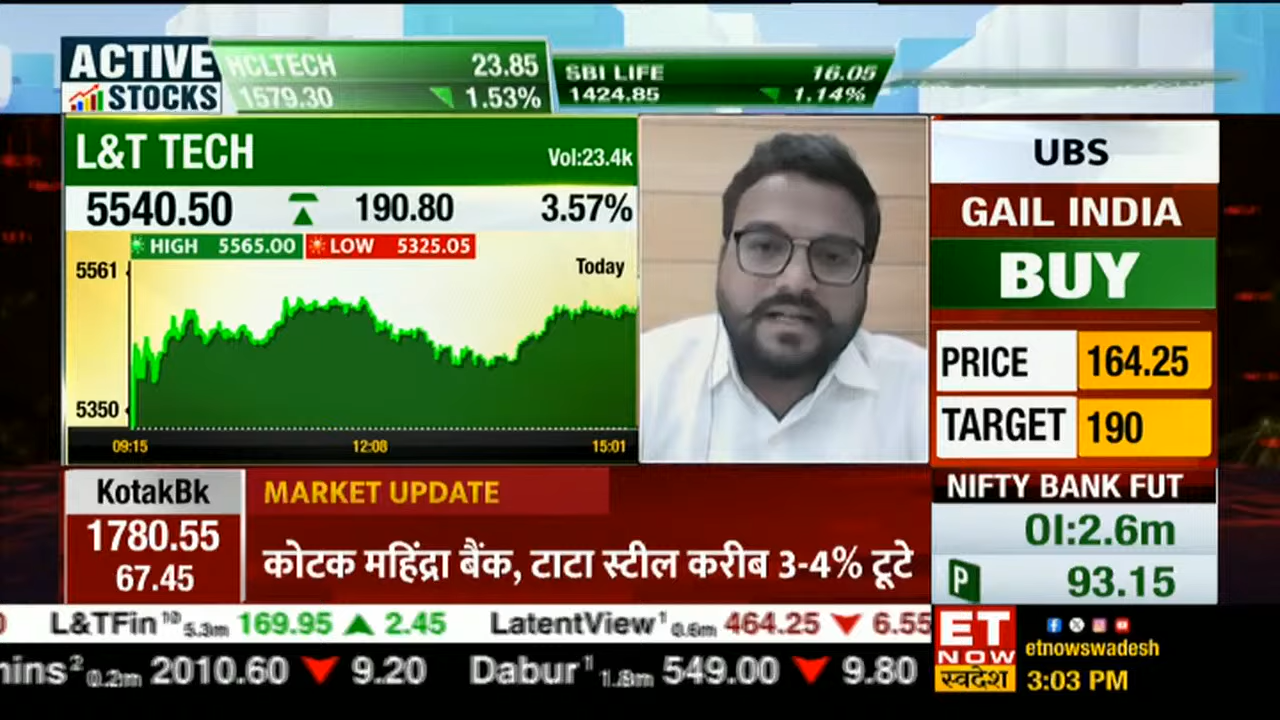 ACTIVE
STOCKS
HCLTECH 23.85
1579.30 1.53%
SBI LIFE 16.05
1424.85 1.14%
L&T TECH Vol:23.4k
5540.50 190.80 3.57%
HIGH 5565.00 LOW 5325.05
Today
5561
5350
09:15 12:08 15:01
UBS
GAIL INDIA
BUY
PRICE 164.25
TARGET 190
NIFTY BANK FUT
OI:2.6m
P 93.15
KotakBk
1780.55
67.45
MARKET UPDATE
कोटक महिंद्रा बैंक, टाटा स्टील करीब 3-4% टूटे
0 L&TFin 10 5.3m 169.95 ▲ 2.45 LatentView 1 0.6m 464.25 ▼ 6.55
2 0.2m 2010.60 ▼ 9.20 Dabur 1 1.8m 549.00 ▼ 9.80
ET
NOW
स्वदेश
etnowswadesh
3:03 PM